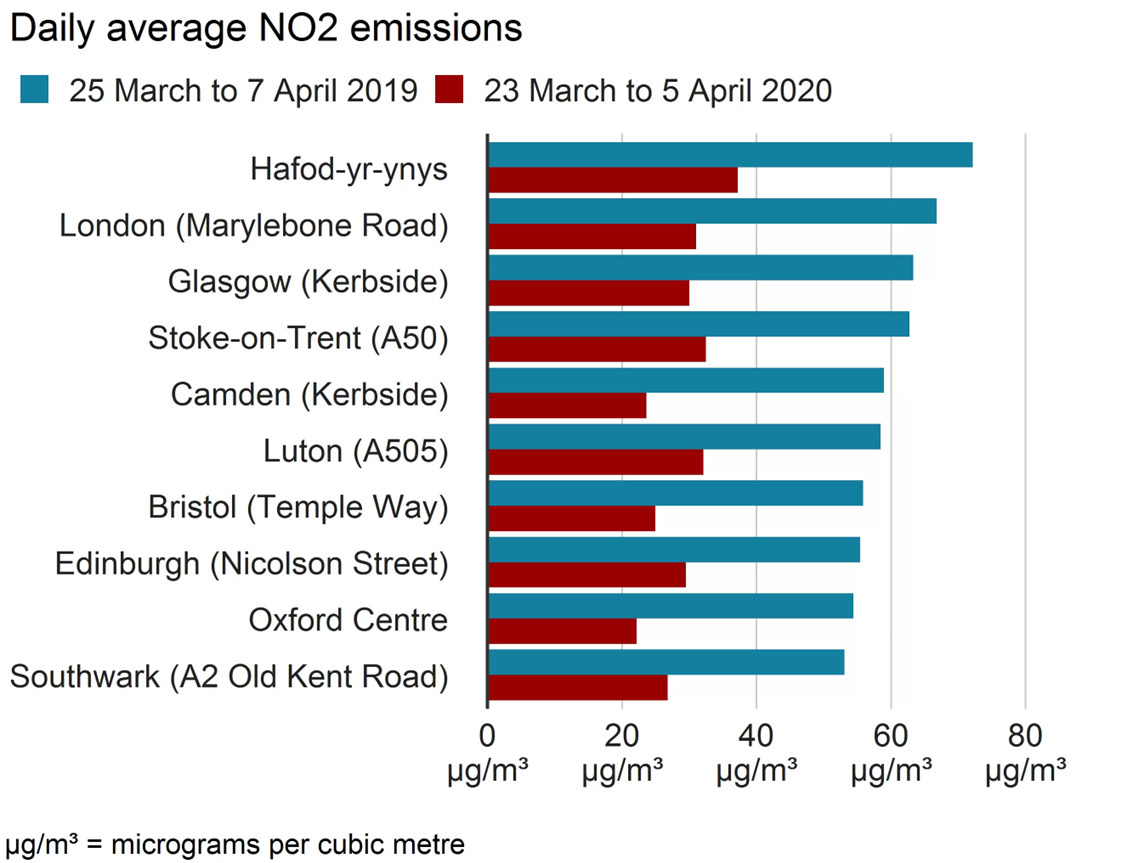 Daily average NO2 emissions
25 March to 7 April 2019 23 March to 5 April 2020
Hafod-yr-ynys
London (Marylebone Road)
Glasgow (Kerbside)
Stoke-on-Trent (A50)
Camden (Kerbside)
Luton (A505)
Bristol (Temple Way)
Edinburgh (Nicolson Street)
Oxford Centre
Southwark (A2 Old Kent Road)
0 20 40 60 80
µg/m³ µg/m³ µg/m³ µg/m³ µg/m³
µg/m³ = micrograms per cubic metre